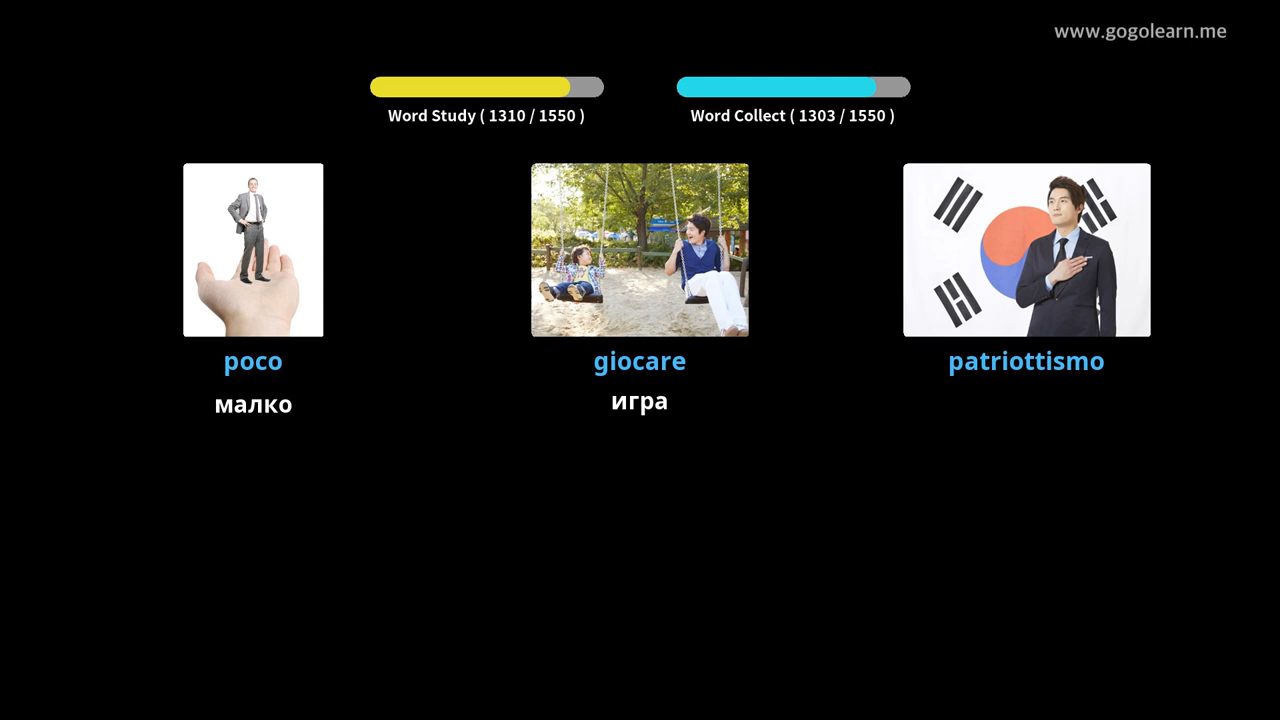 www.gogolearn.me
Word Study ( 1310 / 1550 )
Word Collect ( 1303 / 1550 )
poco
giocare
patriottismo
малко
игра